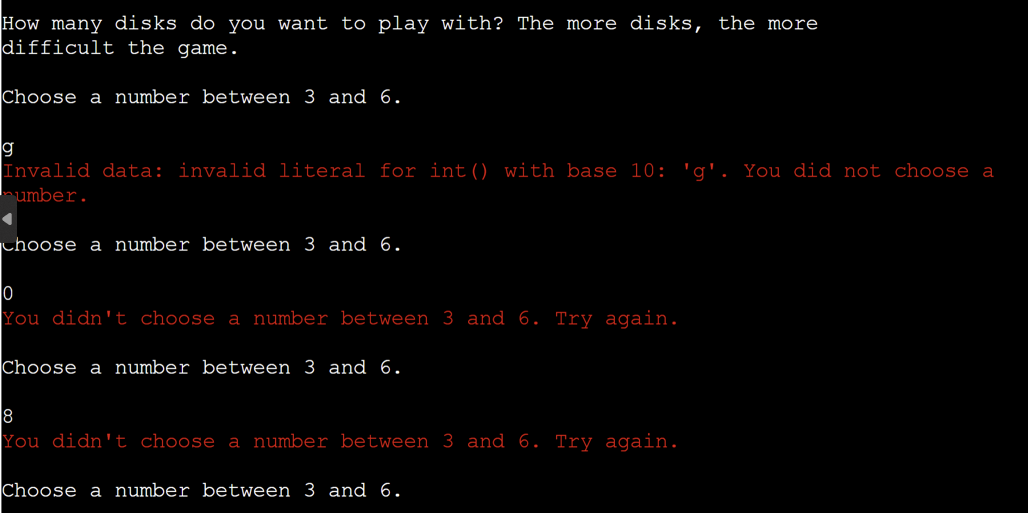 How many disks do you want to play with? The more disks, the more
difficult the game.
Choose a number between 3 and 6.
g
Invalid data: invalid literal for int() with base 10: 'g'. You did not choose a
number.
Choose a number between 3 and 6.
0
You didn't choose a number between 3 and 6. Try again.
Choose a number between 3 and 6.
8
You didn't choose a number between 3 and 6. Try again.
Choose a number between 3 and 6.